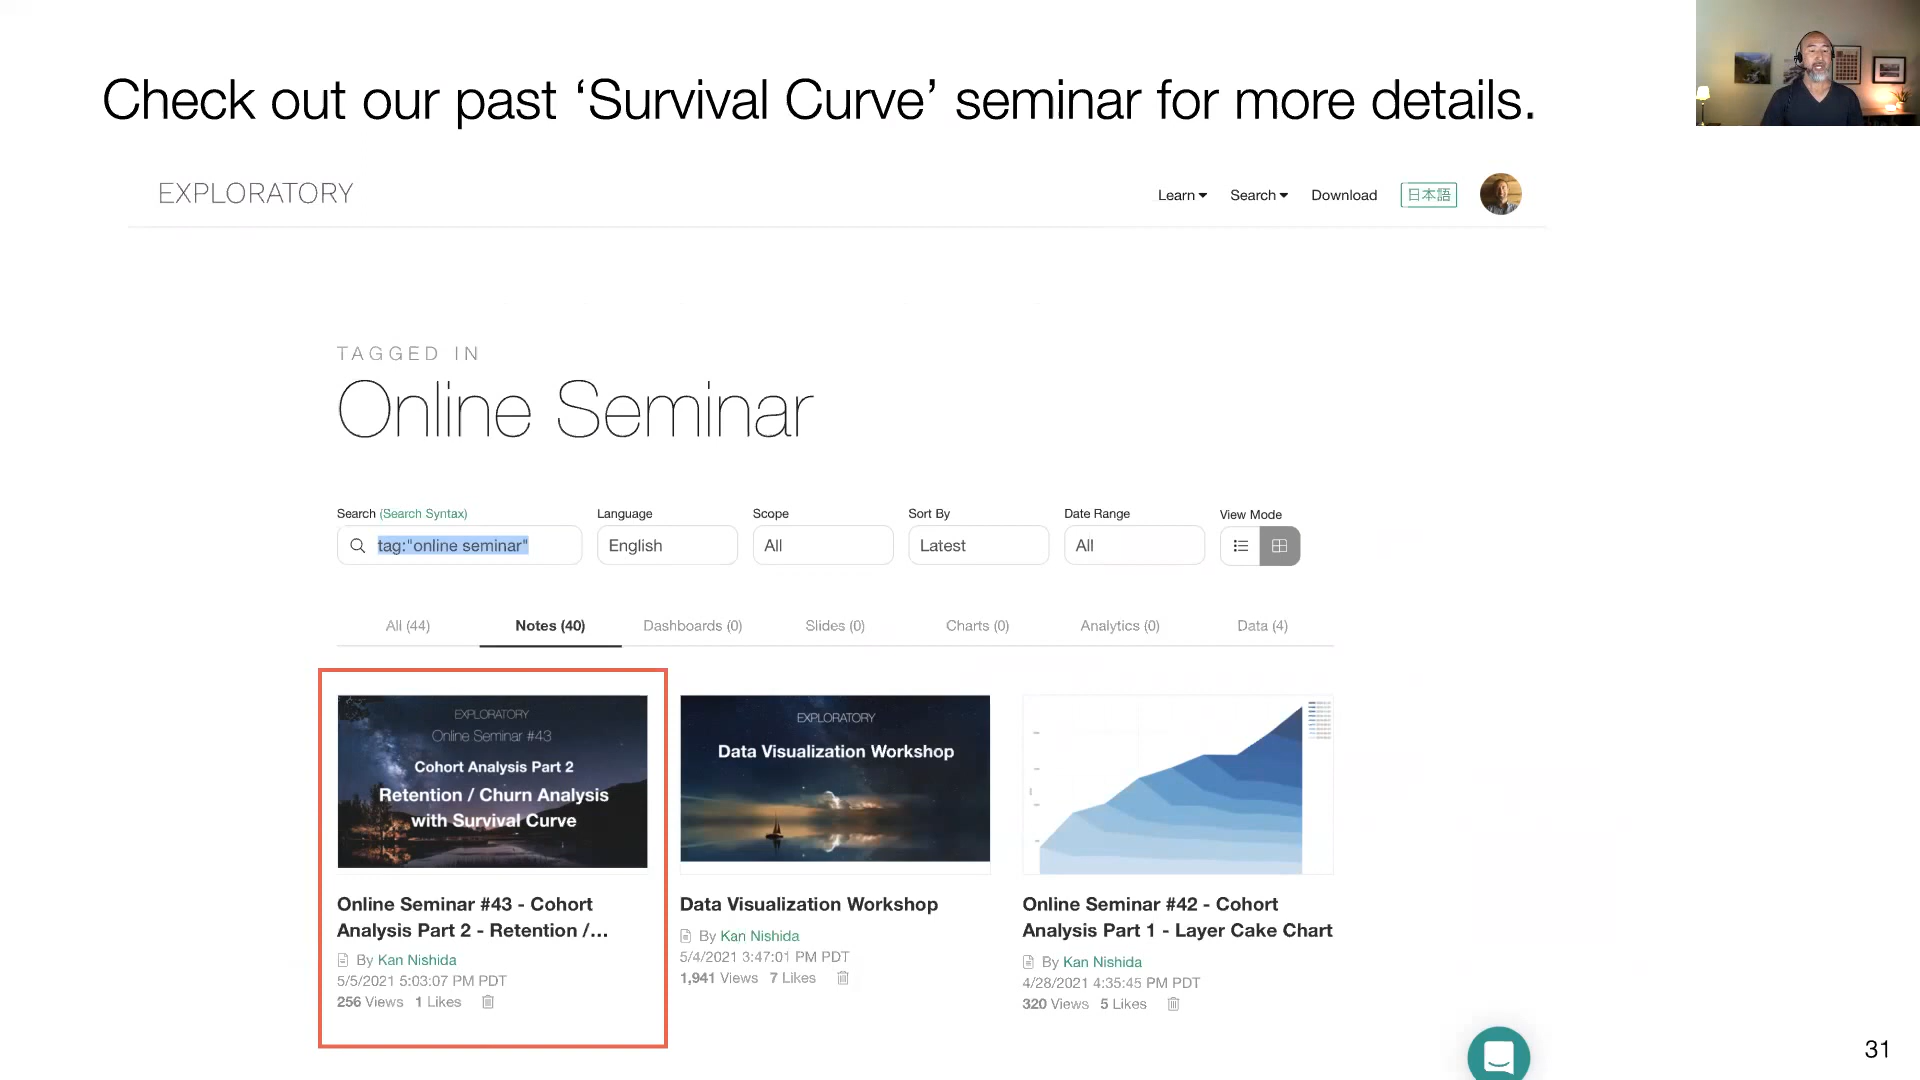 Check out our past ‘Survival Curve’ seminar for more details.
EXPLORATORY
Learn Search Download 日本語
TAGGED IN
Online Seminar
Search (Search Syntax) Language Scope Sort By Date Range View Mode
tag:"online seminar" English All Latest All
All (44) Notes (40) Dashboards (0) Slides (0) Charts (0) Analytics (0) Data (4)
EXPLORATORY
Online Seminar #43
Cohort Analysis Part 2
Retention / Churn Analysis
with Survival Curve
Online Seminar #43 - Cohort
Analysis Part 2 - Retention /...
By Kan Nishida
5/5/2021 5:03:07 PM PDT
256 Views 1 Likes
EXPLORATORY
Data Visualization Workshop
Data Visualization Workshop
By Kan Nishida
5/4/2021 3:47:01 PM PDT
1,941 Views 7 Likes
Online Seminar #42 - Cohort
Analysis Part 1 - Layer Cake Chart
By Kan Nishida
4/28/2021 4:35:45 PM PDT
320 Views 5 Likes
31